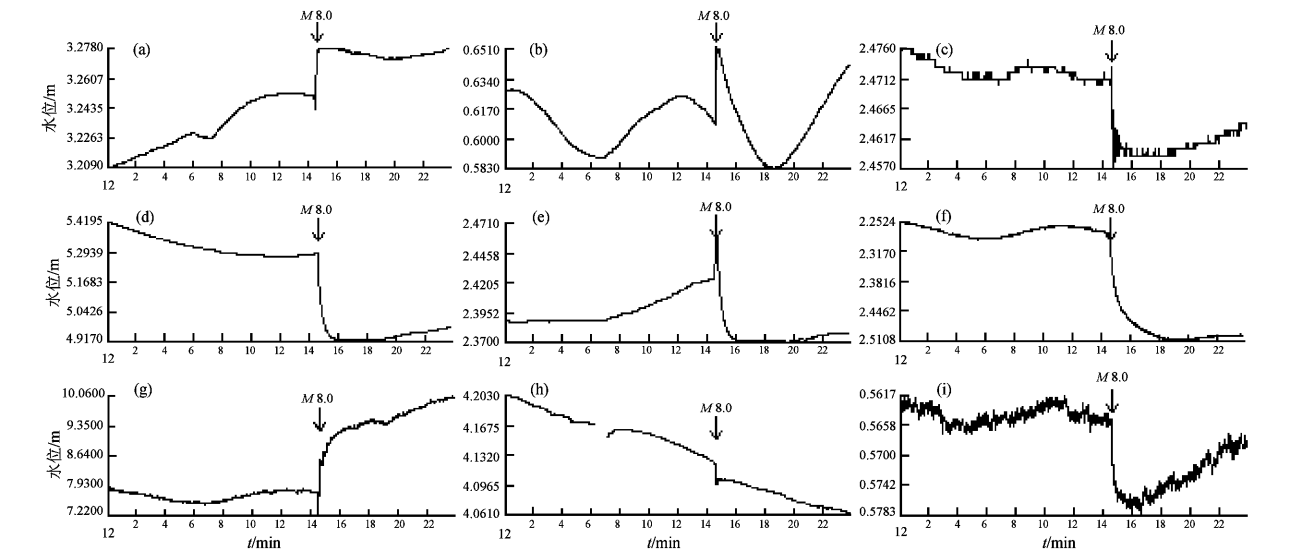 M 8.0 M 8.0 M 8.0
(a) (b) (c)
水位/m
3.2780 3.2607 3.2435 3.2263 3.2090
0.6510 0.6340 0.6170 0.6000 0.5830
2.4760 2.4712 2.4665 2.4617 2.4570
12 2 4 6 8 10 12 14 16 18 20 22
12 2 4 6 8 10 12 14 16 18 20 22
12 2 4 6 8 10 12 14 16 18 20 22
M 8.0 M 8.0 M 8.0
(d) (e) (f)
水位/m
5.4195 5.2939 5.1683 5.0426 4.9170
2.4710 2.4458 2.4205 2.3952 2.3700
2.2524 2.3170 2.3816 2.4462 2.5108
12 2 4 6 8 10 12 14 16 18 20 22
12 2 4 6 8 10 12 14 16 18 20 22
12 2 4 6 8 10 12 14 16 18 20 22
M 8.0 M 8.0 M 8.0
(g) (h) (i)
水位/m
10.0600 9.3500 8.6400 7.9300 7.2200
4.2030 4.1675 4.1320 4.0965 4.0610
0.5617 0.5658 0.5700 0.5742 0.5783
12 2 4 6 8 10 12 14 16 18 20 22
12 2 4 6 8 10 12 14 16 18 20 22
12 2 4 6 8 10 12 14 16 18 20 22
t/min t/min t/min